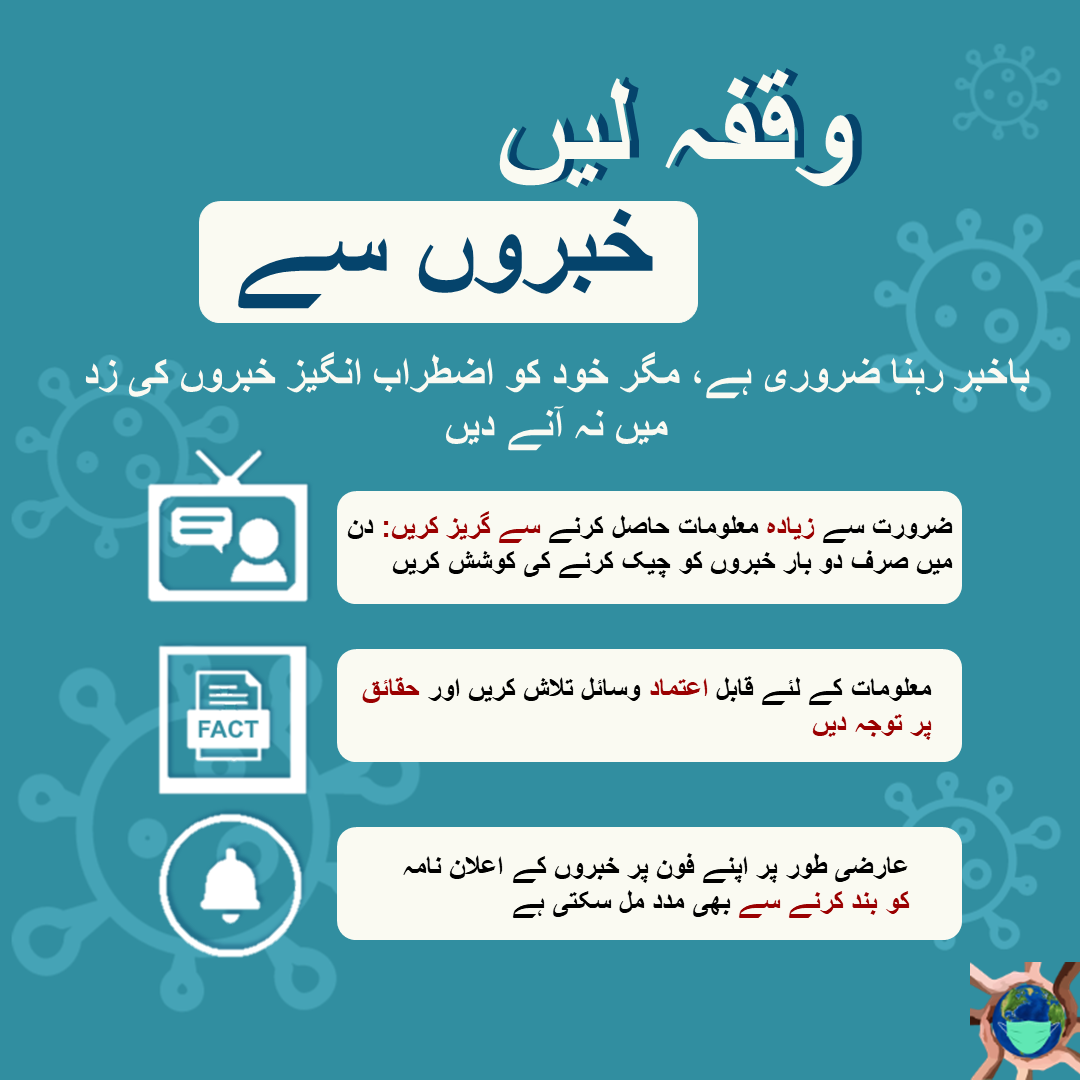 وقفہ لیں
خبروں سے
باخبر رہنا ضروری ہے، مگر خود کو اضطراب انگیز خبروں کی زد
میں نہ آنے دیں
ضرورت سے زیادہ معلومات حاصل کرنے سے گریز کریں: دن
میں صرف دو بار خبروں کو چیک کرنے کی کوشش کریں
FACT
معلومات کے لئے قابل اعتماد وسائل تلاش کریں اور حقائق
پر توجہ دیں
عارضی طور پر اپنے فون پر خبروں کے اعلان نامہ
کو بند کرنے سے بھی مدد مل سکتی ہے